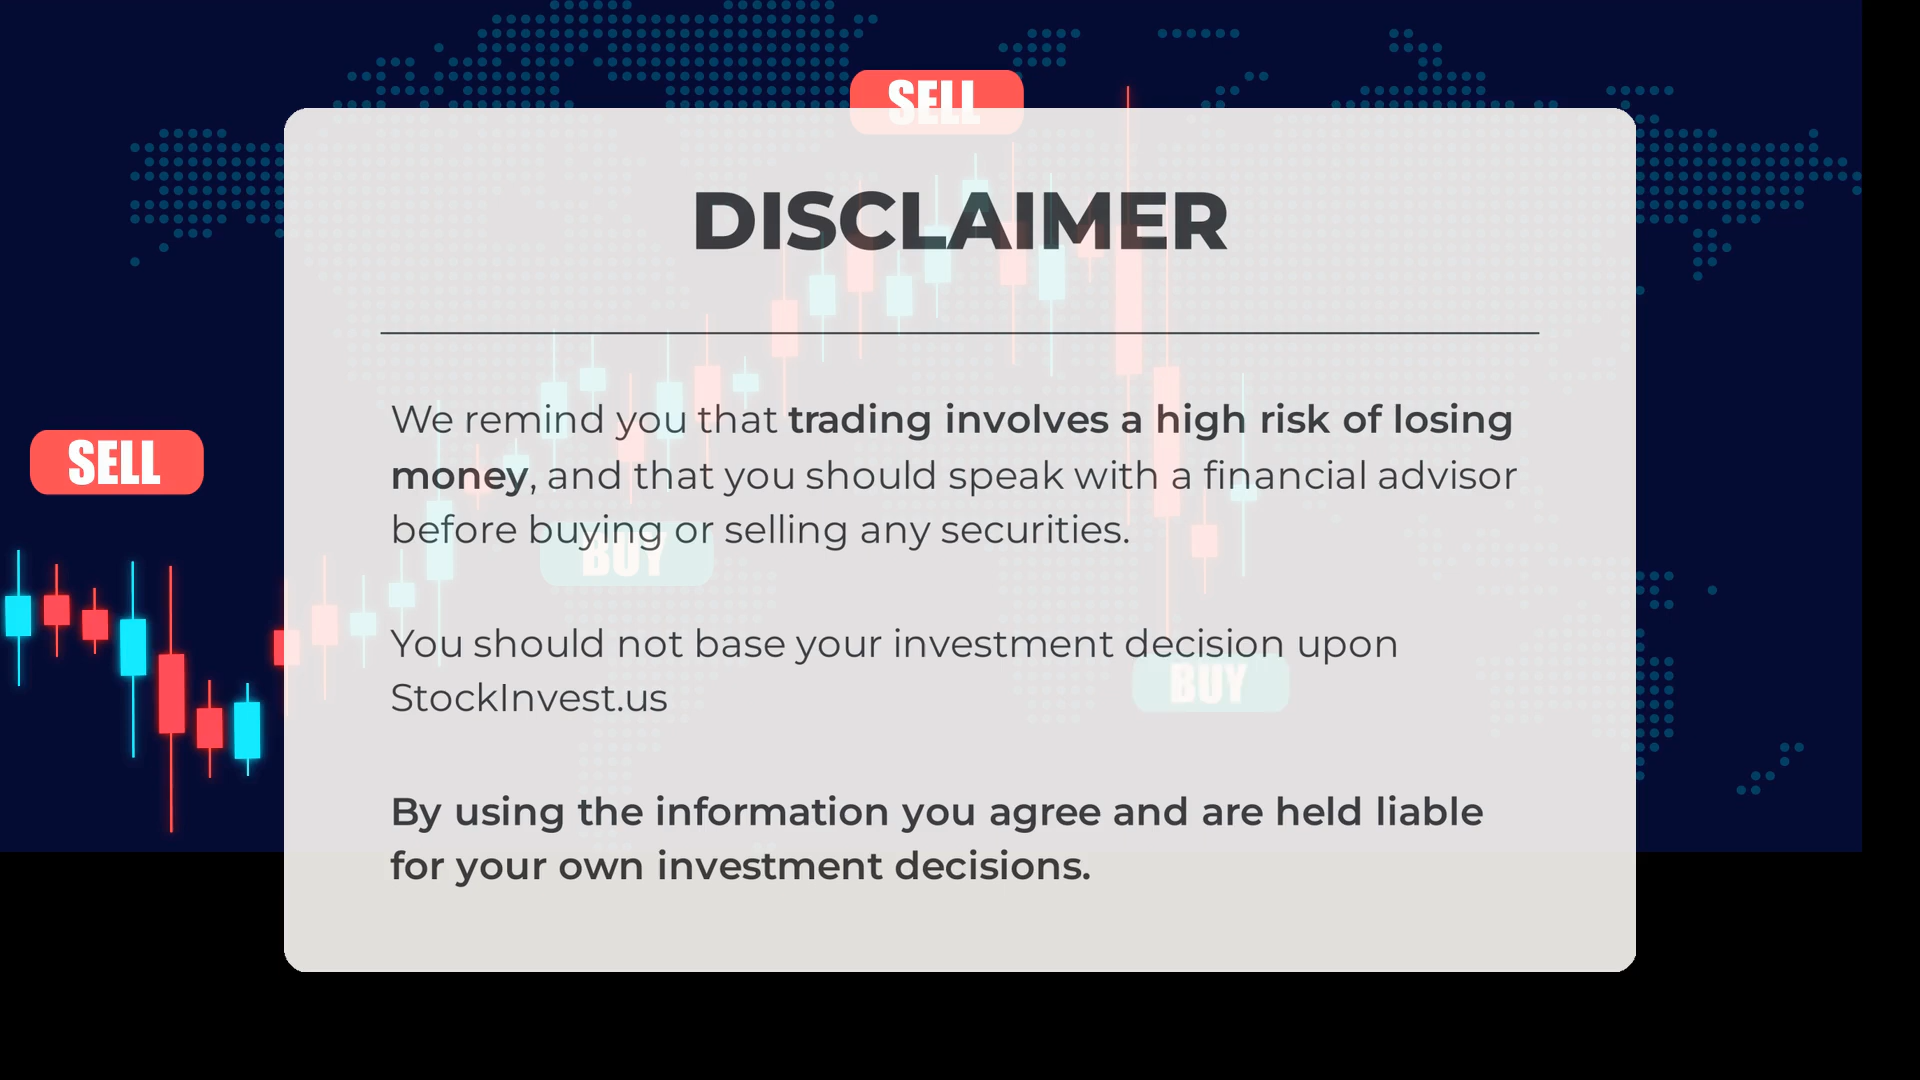 SELL
DISCLAIMER
We remind you that trading involves a high risk of losing
money, and that you should speak with a financial advisor
SELL
before buying or selling any securities.
BUY
You should not base your investment decision upon
StockInvest.us
BUY
By using the information you agree and are held liable
for your own investment decisions.